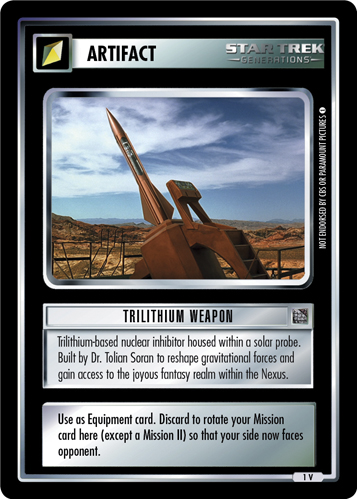 ARTIFACT
STAR TREK
GENERATIONS
NOT ENDORSED BY CBS OR PARAMOUNT PICTURES
TRILITHIUM WEAPON
Trilithium-based nuclear inhibitor housed within a solar probe.
Built by Dr. Tolian Soran to reshape gravitational forces and
gain access to the joyous fantasy realm within the Nexus.
Use as Equipment card. Discard to rotate your Mission
card here (except a Mission II) so that your side now faces
opponent.
1 V